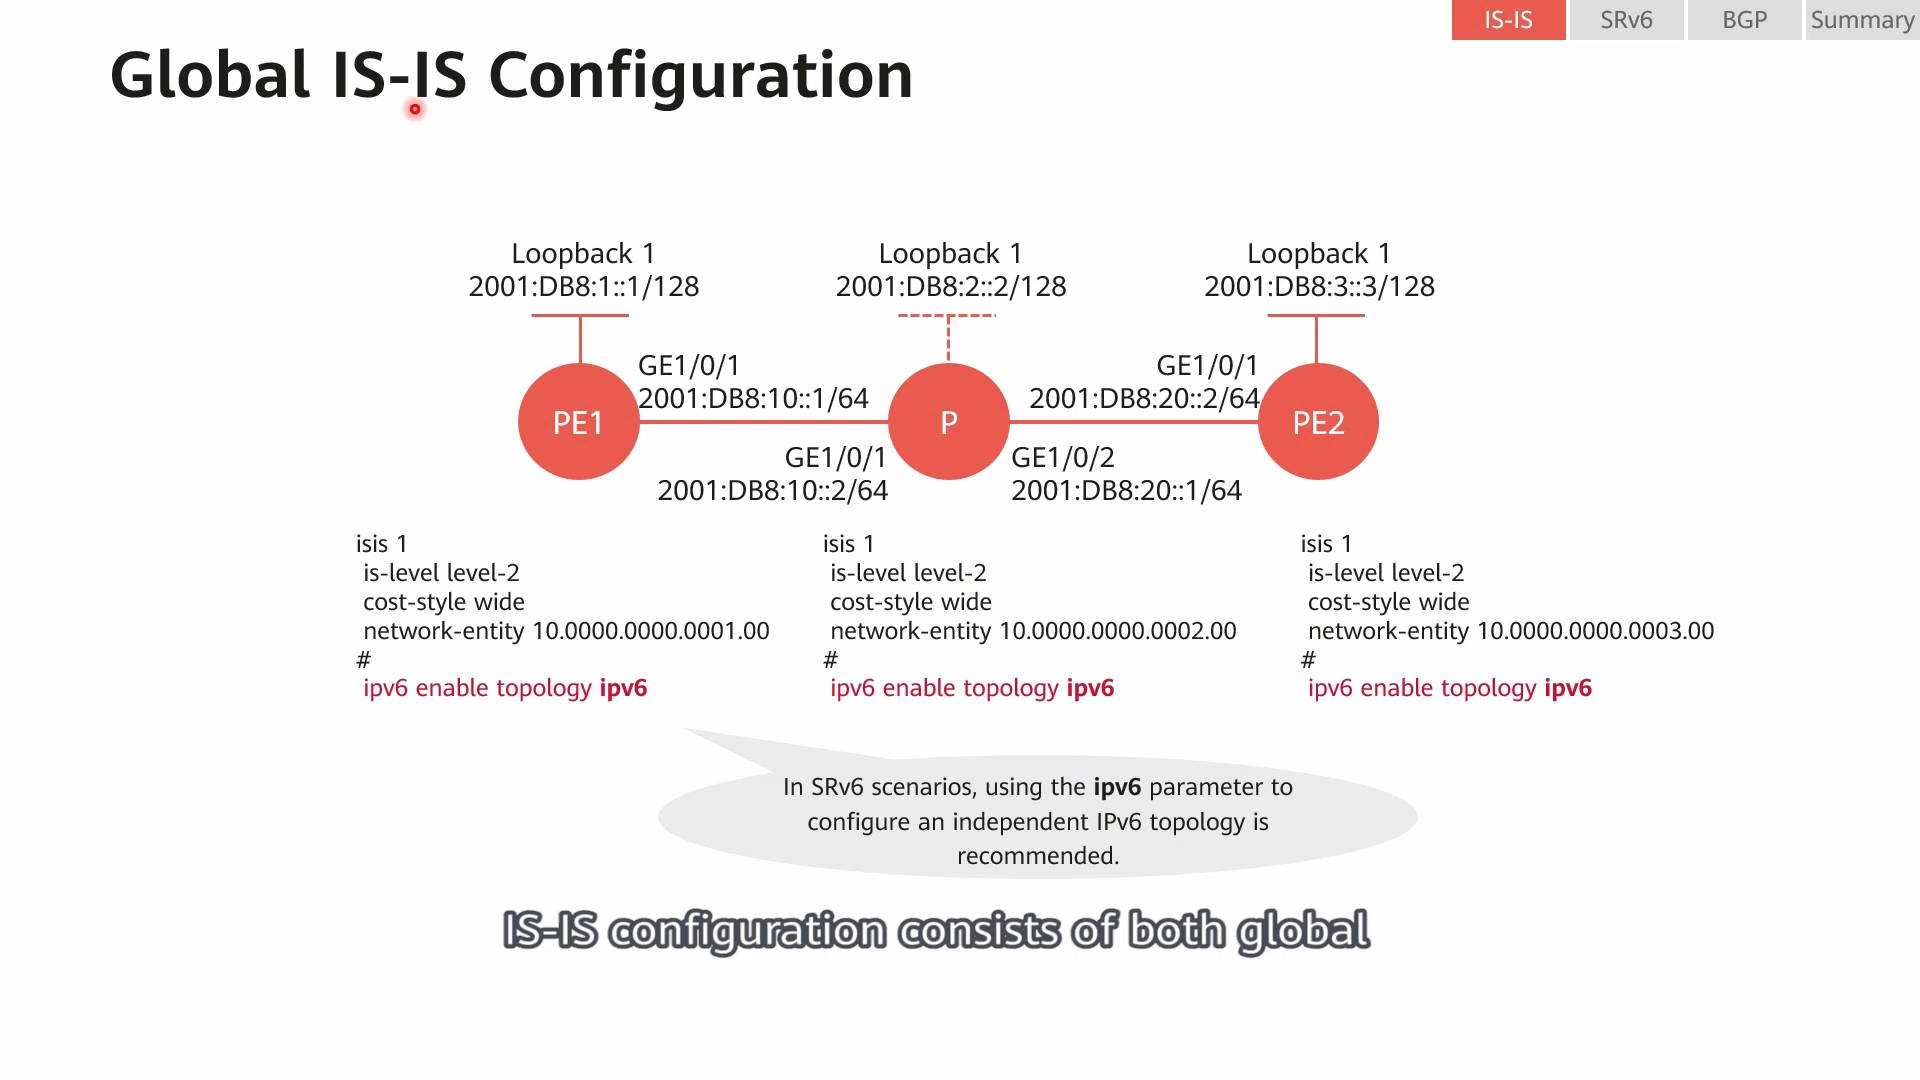 IS-IS
SRv6
BGP
Summary
Global IS-IS Configuration
Loopback 1
2001:DB8:1::1/128
Loopback 1
2001:DB8:2::2/128
Loopback 1
2001:DB8:3::3/128
GE1/0/1
2001:DB8:10::1/64
GE1/0/1
2001:DB8:20::2/64
PE1
P
PE2
GE1/0/1
2001:DB8:10::2/64
GE1/0/2
2001:DB8:20::1/64
isis 1
is-level level-2
cost-style wide
network-entity 10.0000.0000.0001.00
#
ipv6 enable topology ipv6
isis 1
is-level level-2
cost-style wide
network-entity 10.0000.0000.0002.00
#
ipv6 enable topology ipv6
isis 1
is-level level-2
cost-style wide
network-entity 10.0000.0000.0003.00
#
ipv6 enable topology ipv6
In SRv6 scenarios, using the ipv6 parameter to
configure an independent IPv6 topology is
recommended.
IS-IS configuration consists of both global